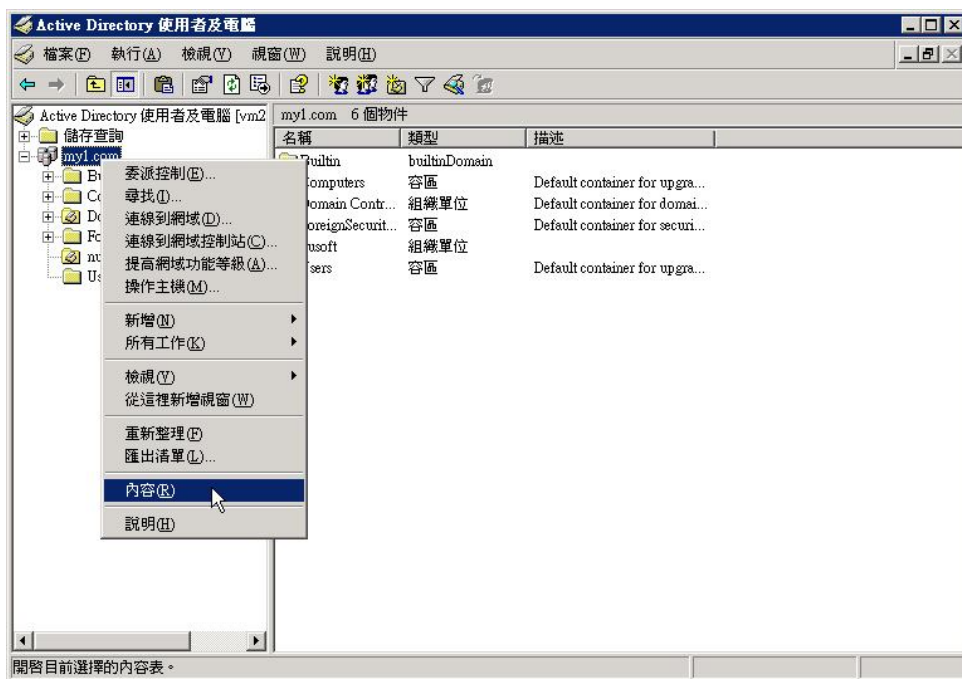 Active Directory 使用者及電腦
檔案(F) 執行(A) 檢視(V) 視窗(W) 說明(H)
Active Directory 使用者及電腦 [vm2
儲存查詢
my1.com
my1.com 6 個物件
名稱 類型 描述
Builtin builtinDomain
Computers 容區 Default container for upgra...
Domain Contr... 組織單位 Default container for domai...
ForeignSecurit... 容區 Default container for securi...
組織單位
Users 容區 Default container for upgra...
委派控制(E)...
尋找(I)...
連線到網域(D)...
連線到網域控制站(C)...
提高網域功能等級(A)...
操作主機(M)...
新增(N)
所有工作(K)
檢視(V)
從這裡新增視窗(W)
重新整理(F)
匯出清單(L)...
內容(R)
說明(H)
開啟目前選擇的內容表。